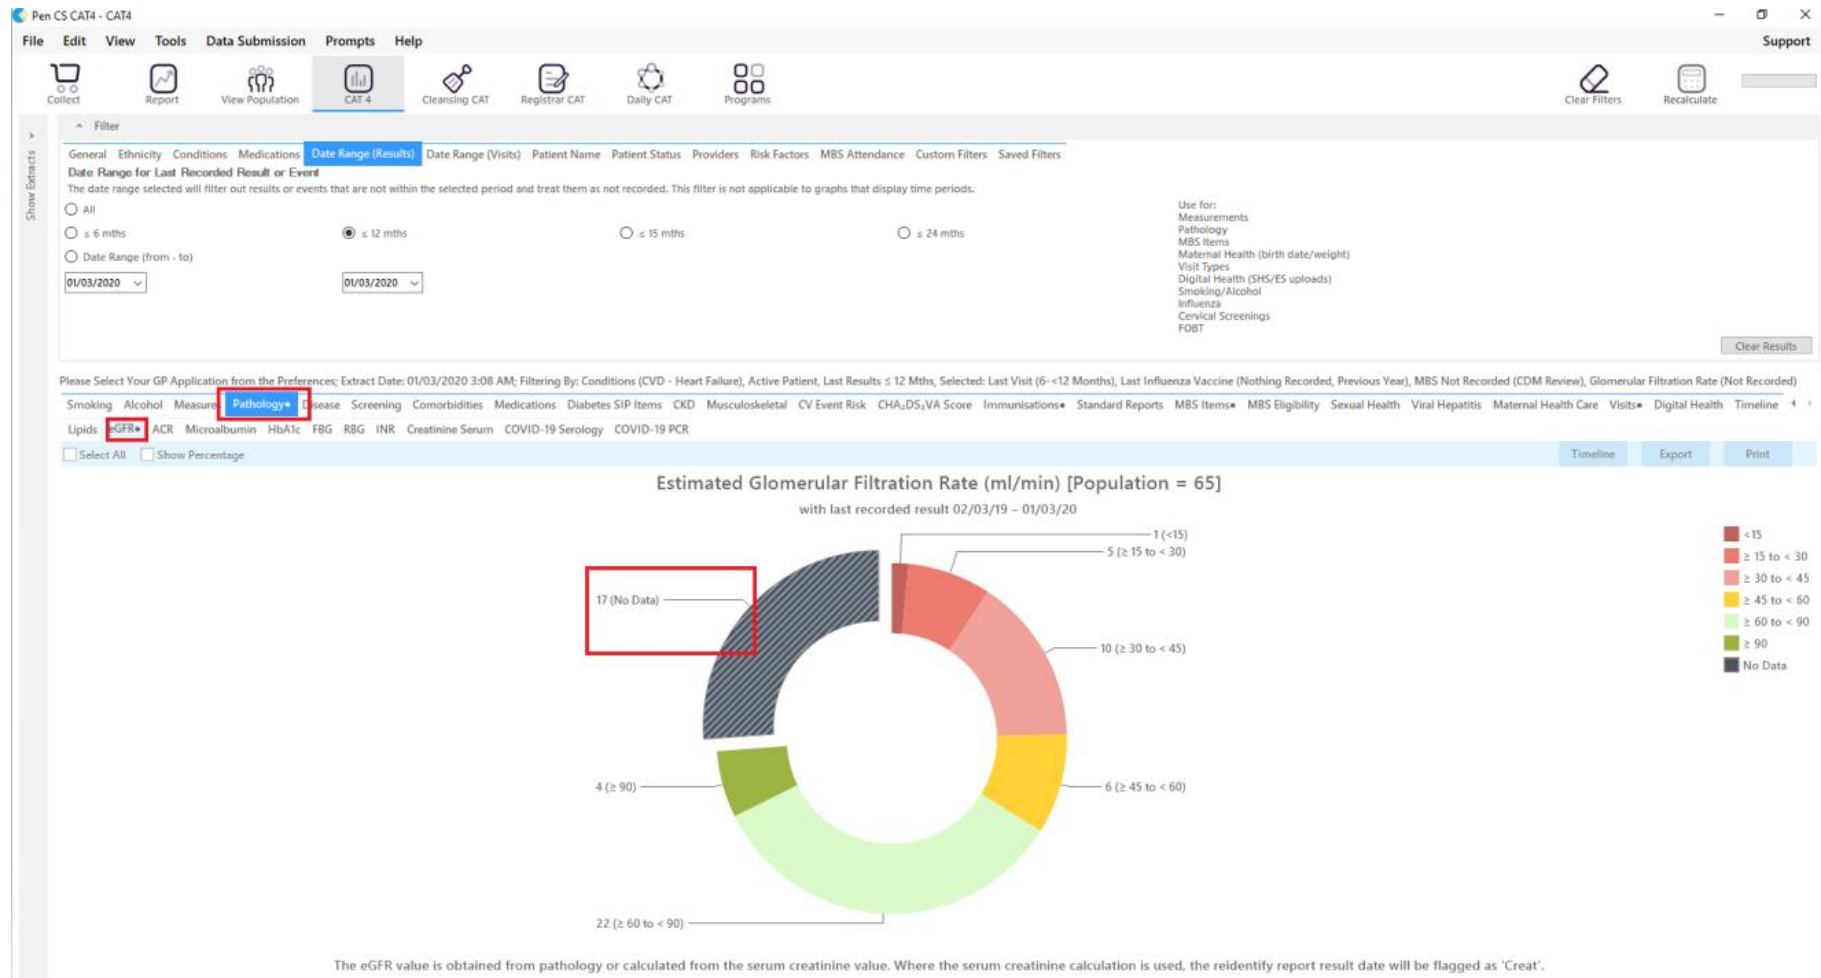 Pen CS CAT4 - CAT4
File Edit View Tools Data Submission Prompts Help Support
Collect Report View Population CAT 4 Cleansing CAT Registrar CAT Daily CAT Programs Clear Filters Recalculate
Show Extracts
Filter
General Ethnicity Conditions Medications Date Range (Results) Date Range (Visits) Patient Name Patient Status Providers Risk Factors MBS Attendance Custom Filters Saved Filters
Date Range for Last Recorded Result or Event
The date range selected will filter out results or events that are not within the selected period and treat them as not recorded. This filter is not applicable to graphs that display time periods.
All
≤ 6 mths ≤ 12 mths ≤ 15 mths ≤ 24 mths
Date Range (from - to)
01/03/2020 01/03/2020
Use for:
Measurements
Pathology
MBS Items
Maternal Health (birth date/weight)
Visit Types
Digital Health (SHS/ES uploads)
Smoking/Alcohol
Influenza
Cervical Screenings
FOBT
Clear Results
Please Select Your GP Application from the Preferences; Extract Date: 01/03/2020 3:08 AM; Filtering By: Conditions (CVD - Heart Failure), Active Patient, Last Results ≤ 12 Mths, Selected: Last Visit (6-<12 Months), Last Influenza Vaccine (Nothing Recorded, Previous Year), MBS Not Recorded (CDM Review), Glomerular Filtration Rate (Not Recorded)
Smoking Alcohol Measure Pathology• Disease Screening Comorbidities Medications Diabetes SIP Items CKD Musculoskeletal CV Event Risk CHA₂DS₂VA Score Immunisations• Standard Reports MBS Items• MBS Eligibility Sexual Health Viral Hepatitis Maternal Health Care Visits• Digital Health Timeline
Lipids eGFR• ACR Microalbumin HbA1c FBG RBG INR Creatinine Serum COVID-19 Serology COVID-19 PCR
Select All Show Percentage Timeline Export Print
Estimated Glomerular Filtration Rate (ml/min) [Population = 65]
with last recorded result 02/03/19 – 01/03/20
1 (<15)
5 (≥ 15 to < 30)
17 (No Data)
10 (≥ 30 to < 45)
4 (≥ 90)
6 (≥ 45 to < 60)
22 (≥ 60 to < 90)
<15
≥ 15 to < 30
≥ 30 to < 45
≥ 45 to < 60
≥ 60 to < 90
≥ 90
No Data
The eGFR value is obtained from pathology or calculated from the serum creatinine value. Where the serum creatinine calculation is used, the reidentify report result date will be flagged as 'Creat'.